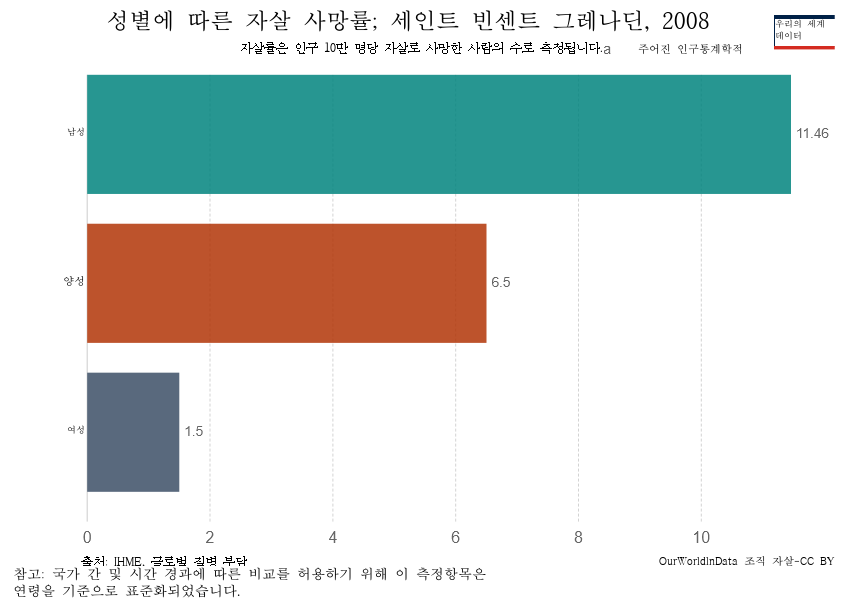 성별에 따른 자살 사망률; 세인트 빈센트 그레나딘, 2008
자살률은 인구 10만 명당 자살로 사망한 사람의 수로 측정됩니다.a 주어진 인구통계학적
우리의 세계
데이터
남성
11.46
양성
6.5
여성
1.5
0 2 4 6 8 10
출처: IHME, 글로벌 질병 부담
OurWorldInData 조직 자살-CC BY
참고: 국가 간 및 시간 경과에 따른 비교를 허용하기 위해 이 측정항목은
연령을 기준으로 표준화되었습니다.